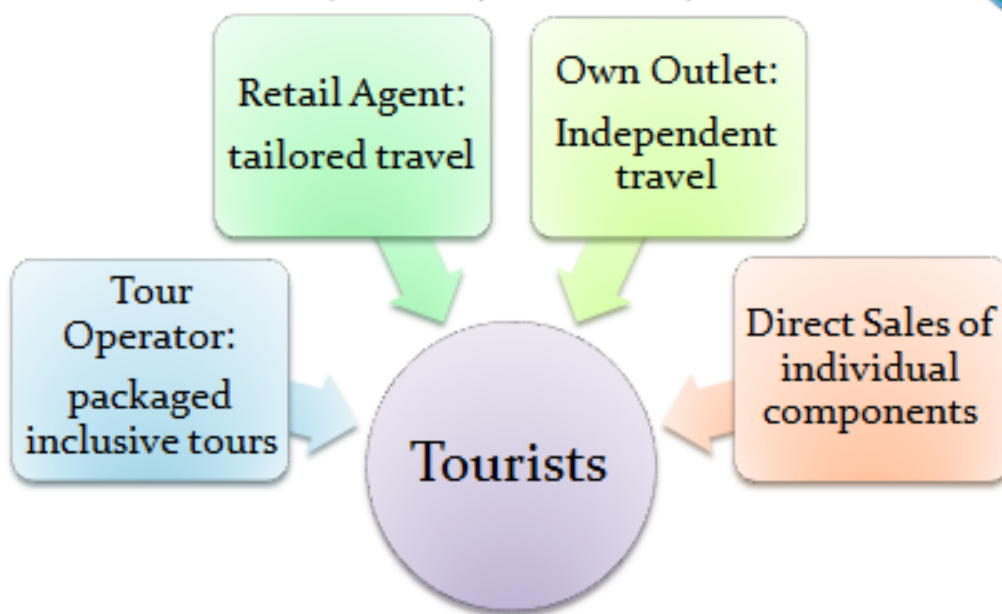 Retail Agent:
tailored travel
Own Outlet:
Independent
travel
Tour
Operator:
packaged
inclusive tours
Direct Sales of
individual
components
Tourists